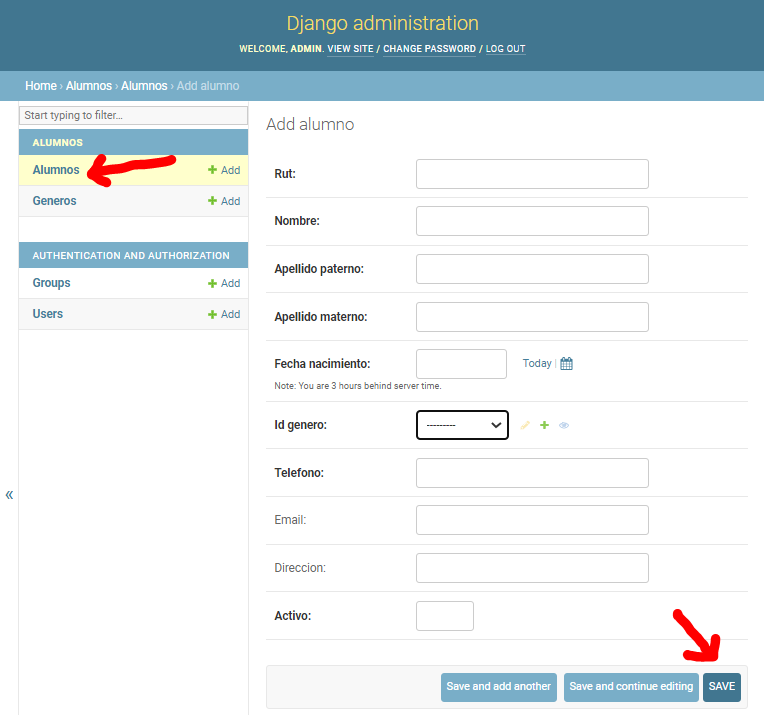 Django administration
WELCOME, ADMIN. VIEW SITE / CHANGE PASSWORD / LOG OUT
Home › Alumnos › Alumnos › Add alumno
Start typing to filter...
ALUMNOS
Alumnos + Add
Generos + Add
AUTHENTICATION AND AUTHORIZATION
Groups + Add
Users + Add
«
Add alumno
Rut:
Nombre:
Apellido paterno:
Apellido materno:
Fecha nacimiento: Today |
Note: You are 3 hours behind server time.
Id genero: ---------
Telefono:
Email:
Direccion:
Activo:
Save and add another Save and continue editing SAVE